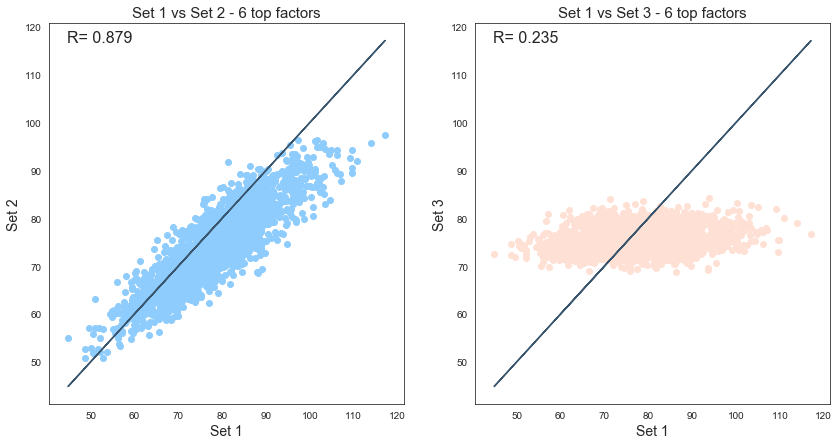 Set 1 vs Set 2 - 6 top factors
R= 0.879
120
110
100
90
80
70
60
50
Set 2
50 60 70 80 90 100 110 120
Set 1
Set 1 vs Set 3 - 6 top factors
R= 0.235
120
110
100
90
80
70
60
50
Set 3
50 60 70 80 90 100 110 120
Set 1